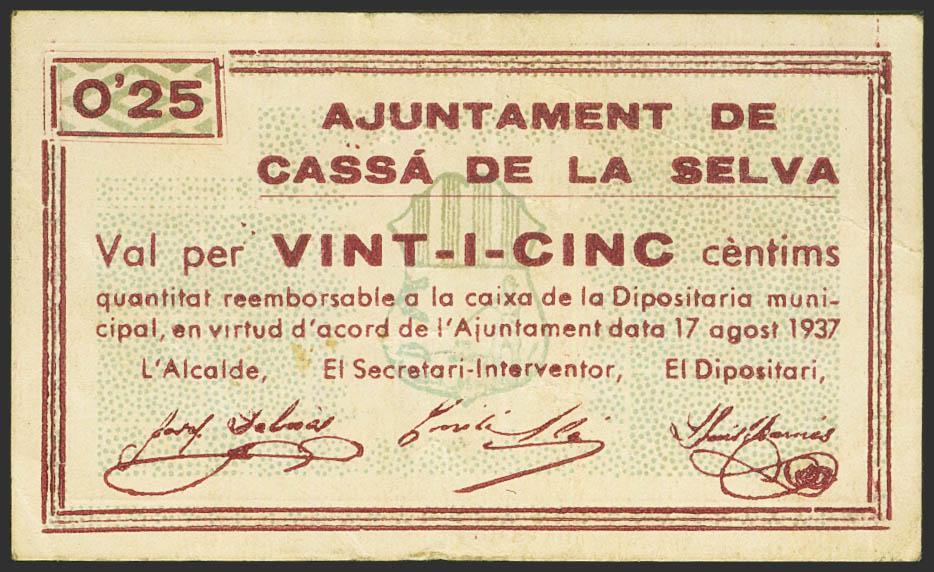 0'25
AJUNTAMENT DE
CASSÁ DE LA SELVA
Val per VINT-I-CINC cèntims
quantitat reemborsable a la caixa de la Dipositaria muni-
cipal, en virtud d'acord de l'Ajuntament data 17 agost 1937
L'Alcalde, El Secretari-Interventor, El Dipositari,